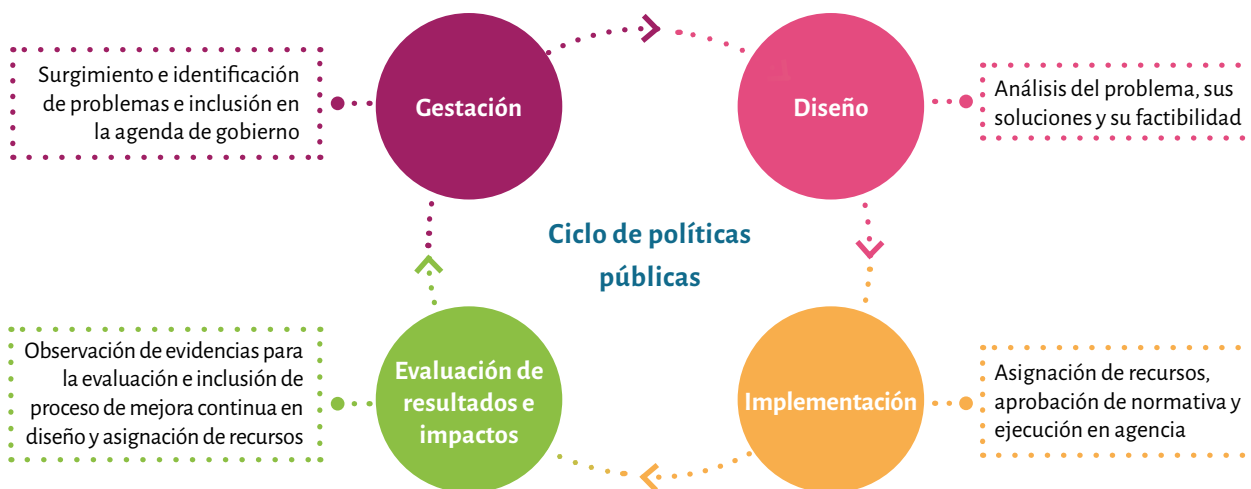 Surgimiento e identificación
de problemas e inclusión en
la agenda de gobierno
Gestación
Diseño
Análisis del problema, sus
soluciones y su factibilidad
Ciclo de políticas
públicas
Observación de evidencias para
la evaluación e inclusión de
proceso de mejora continua en
diseño y asignación de recursos
Evaluación de
resultados e
impactos
Implementación
Asignación de recursos,
aprobación de normativa y
ejecución en agencia